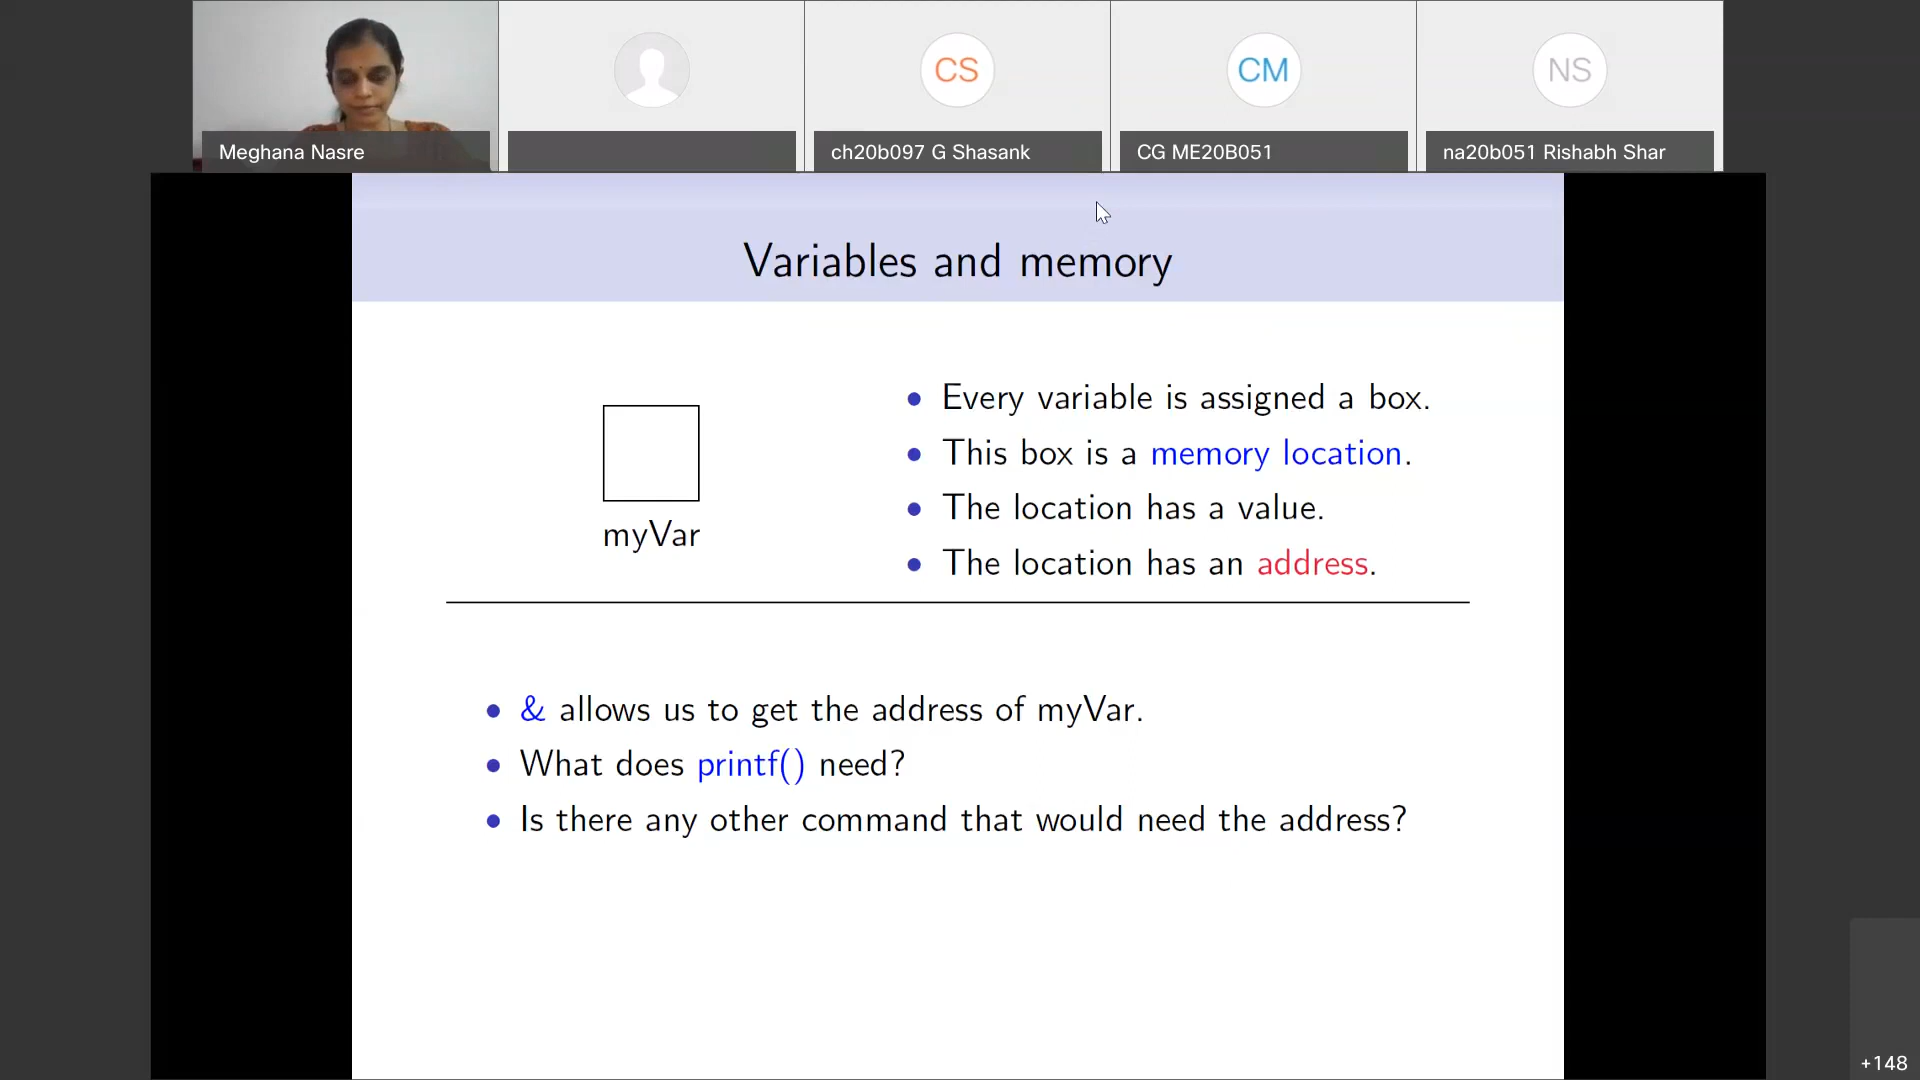 Meghana Nasre
CS
ch20b097 G Shasank
CM
CG ME20B051
NS
na20b051 Rishabh Shar
Variables and memory
myVar
• Every variable is assigned a box.
• This box is a memory location.
• The location has a value.
• The location has an address.
• & allows us to get the address of myVar.
• What does printf() need?
• Is there any other command that would need the address?
+148